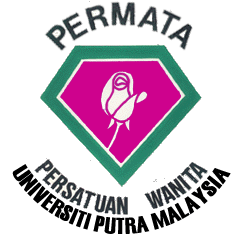 PERMATA
PERSATUAN WANITA
UNIVERSITI PUTRA MALAYSIA